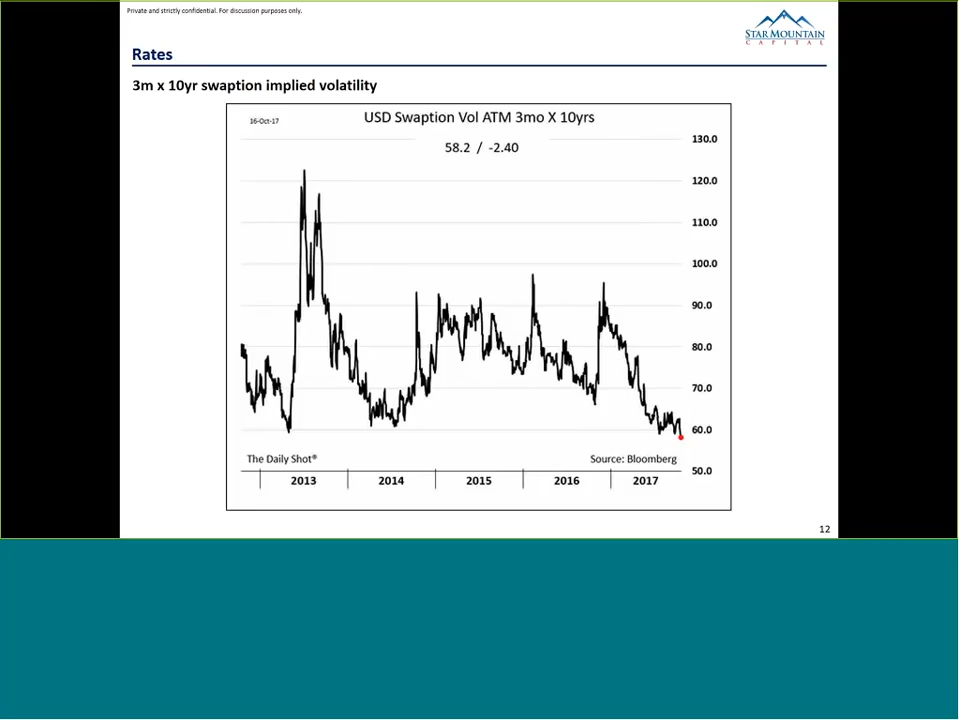 Private and strictly confidential. For discussion purposes only.
STAR MOUNTAIN
CAPITAL
Rates
3m x 10yr swaption implied volatility
16-Oct-17
USD Swaption Vol ATM 3mo X 10yrs
58.2 / -2.40
130.0
120.0
110.0
100.0
90.0
80.0
70.0
60.0
50.0
The Daily Shot®
Source: Bloomberg
2013
2014
2015
2016
2017
12